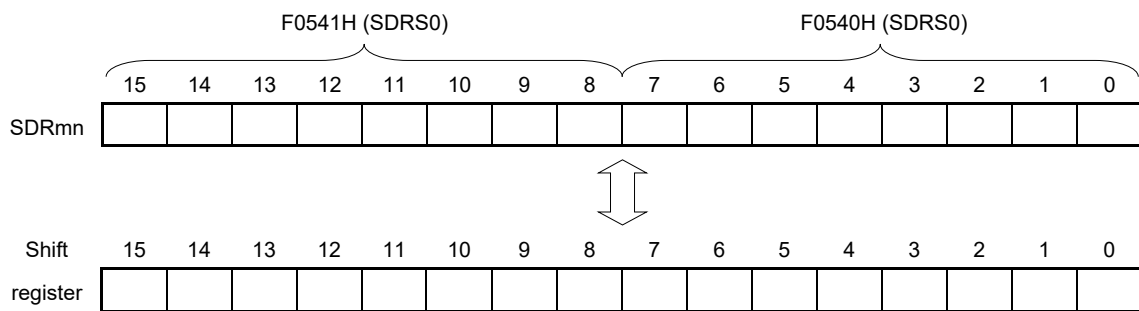 F0541H (SDRS0) F0540H (SDRS0)
15 14 13 12 11 10 9 8 7 6 5 4 3 2 1 0
SDRmn
Shift 15 14 13 12 11 10 9 8 7 6 5 4 3 2 1 0
register